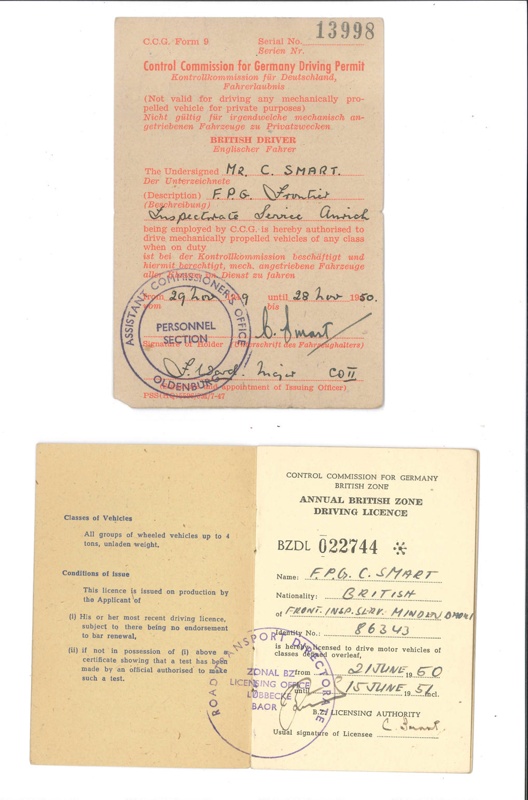 13998
C.C.G. Form 9 Serial No.
Serien Nr.
Control Commission for Germany Driving Permit
Kontrollkommission für Deutschland,
Fahrerlaubnis
(Not valid for driving any mechanically pro-
pelled vehicle for private purposes)
Nicht gültig für irgendwelche mechanisch an-
getriebenen Fahrzeuge zu Privatzwecken
BRITISH DRIVER
Englischer Fahrer
The Undersigned MR. C. SMART.
Der Unterzeichnete
(Description) F.P.G. Frontier
(Beschreibung)
Inspectorate Service Aurich
being employed by C.C.G. is hereby authorised to
drive mechanically propelled vehicles of any class
when on duty
ist bei der Kontrollkommission beschäftigt und
hiermit berechtigt, mech. angetriebene Fahrzeuge
aller im Dienst zu fahren
from 29 Nov 9 until 28 Nov 1950.
vom bis
C. Smart
Signature of Holder (Unterschrift des Fahrzeughalters)
F. Ward. Major CO II
and appointment of Issuing Officer)
ASSISTANT COMMISSIONER'S OFFICE
PERSONNEL
SECTION
OLDENBURG
Classes of Vehicles
All groups of wheeled vehicles up to 4
tons, unladen weight.
Conditions of issue
This licence is issued on production by
the Applicant of
(i) His or her most recent driving licence,
subject to there being no endorsement
to bar renewal,
(ii) if not in possession of (i) above a
certificate showing that a test has been
made by an official authorised to make
such a test.
CONTROL COMMISSION FOR GERMANY
BRITISH ZONE
ANNUAL BRITISH ZONE
DRIVING LICENCE
BZDL 022744 *
Name: F.P.G. C. SMART
Nationality: BRITISH
of FRONT. INSP. SERV. MINDEN
Identity No.: 86343
is hereby licensed to drive motor vehicles of
classes defined overleaf,
from 21 JUNE 1950
until 15 JUNE 1951 incl.
BZ LICENSING AUTHORITY
Usual signature of Licensee C. Smart.
ROAD TRANSPORT DIRECTORATE
ZONAL BZ
LICENSING OFFICE
LÜBBECKE
BAOR